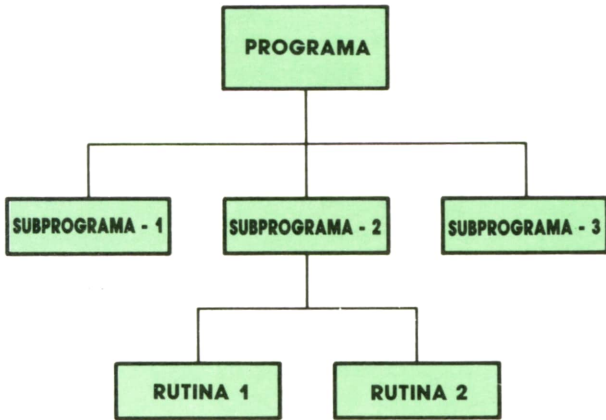 PROGRAMA
SUBPROGRAMA - 1
SUBPROGRAMA - 2
SUBPROGRAMA - 3
RUTINA 1
RUTINA 2